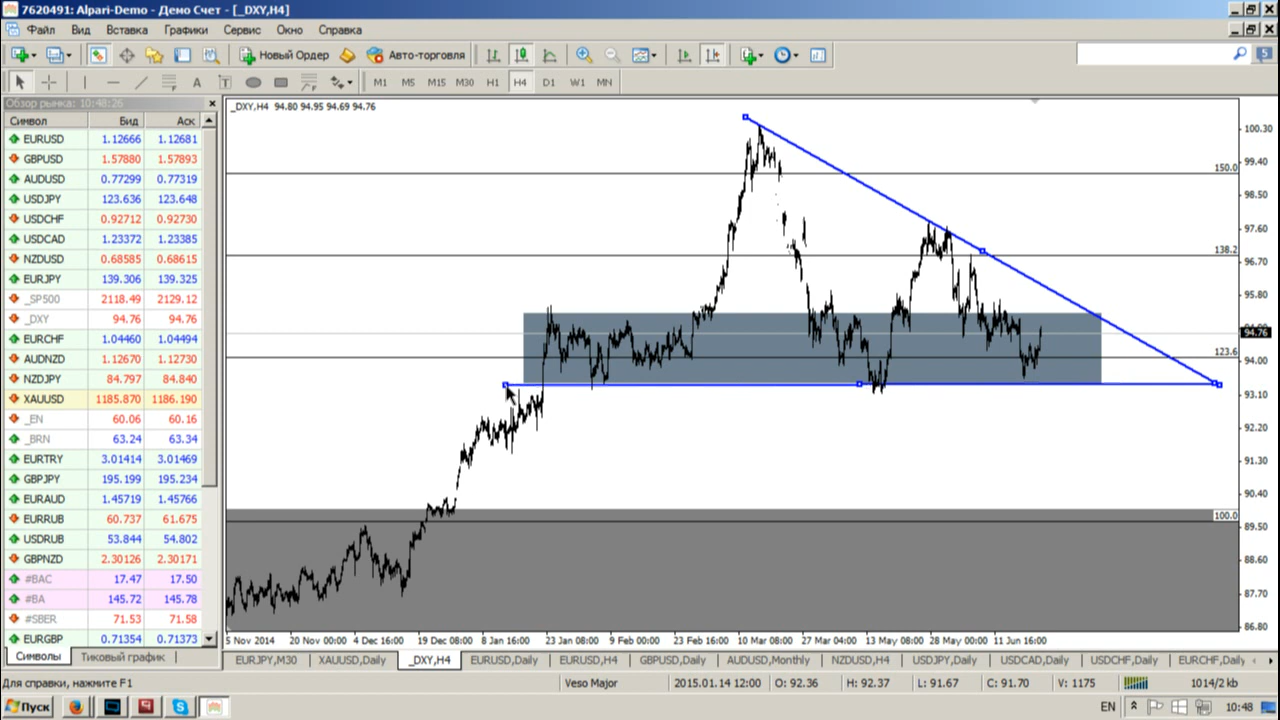 7620491: Alpari-Demo - Демо Счет - [_DXY,H4]
Файл Вид Вставка Графики Сервис Окно Справка
Новый Ордер Авто-торговля 5
A T M1 M5 M15 M30 H1 H4 D1 W1 MN
Обзор рынка: 10:48:26
Символ Бид Аск
EURUSD 1.12666 1.12681
GBPUSD 1.57880 1.57893
AUDUSD 0.77299 0.77319
USDJPY 123.636 123.648
USDCHF 0.92712 0.92730
USDCAD 1.23372 1.23385
NZDUSD 0.68585 0.68615
EURJPY 139.306 139.325
_SP500 2118.49 2129.12
_DXY 94.76 94.76
EURCHF 1.04460 1.04494
AUDNZD 1.12670 1.12730
NZDJPY 84.797 84.840
XAUUSD 1185.870 1186.190
_EN 60.06 60.16
_BRN 63.24 63.34
EURTRY 3.01414 3.01469
GBPJPY 195.199 195.234
EURAUD 1.45719 1.45766
EURRUB 60.737 61.675
USDRUB 53.844 54.802
GBPNZD 2.30126 2.30171
#BAC 17.47 17.50
#BA 145.72 145.78
#SBER 71.53 71.58
EURGBP 0.71354 0.71373
Символы Тиковый график
_DXY,H4 94.80 94.95 94.69 94.76
100.30
99.40
150.0
98.50
97.60
138.2
96.70
95.80
94.76
123.6
94.00
93.10
92.20
91.30
90.40
100.0
89.50
88.60
87.70
86.80
5 Nov 2014 20 Nov 00:00 4 Dec 16:00 19 Dec 08:00 8 Jan 16:00 23 Jan 08:00 9 Feb 00:00 23 Feb 16:00 10 Mar 08:00 27 Mar 04:00 13 May 08:00 28 May 00:00 11 Jun 16:00
EURJPY,M30 XAUUSD,Daily _DXY,H4 EURUSD,Daily EURUSD,H4 GBPUSD,Daily AUDUSD,Monthly NZDUSD,H4 USDJPY,Daily USDCAD,Daily USDCHF,Daily EURCHF,Daily
Для справки, нажмите F1 Veso Major 2015.01.14 12:00 O: 92.36 H: 92.37 L: 91.67 C: 91.70 V: 1175 1014/2 kb
Пуск EN 10:48